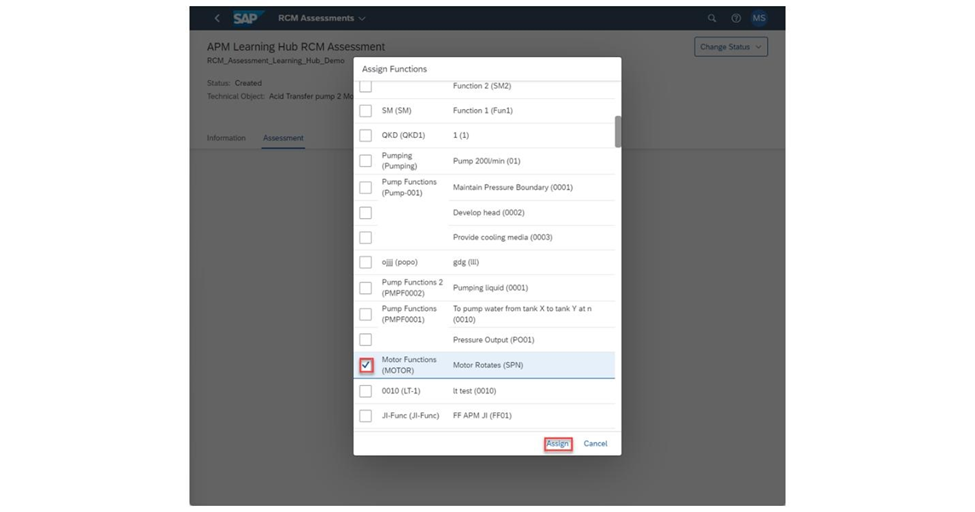 SAP RCM Assessments MS
APM Learning Hub RCM Assessment
RCM_Assessment_Learning_Hub_Demo
Change Status
Status: Created
Technical Object: Acid Transfer pump 2 Mo
Information Assessment
Assign Functions
Function 2 (SM2)
SM (SM) Function 1 (Fun1)
QKD (QKD1) 1 (1)
Pumping
(Pumping)
Pump 200l/min (01)
Pump Functions
(Pump-001)
Maintain Pressure Boundary (0001)
Develop head (0002)
Provide cooling media (0003)
ojjjj (popo) gdg (lll)
Pump Functions 2
(PMPF0002)
Pumping liquid (0001)
Pump Functions
(PMPF0001)
To pump water from tank X to tank Y at n
(0010)
Pressure Output (PO01)
Motor Functions
(MOTOR)
Motor Rotates (SPN)
0010 (LT-1) lt test (0010)
JI-Func (JI-Func) FF APM JI (FF01)
Assign Cancel